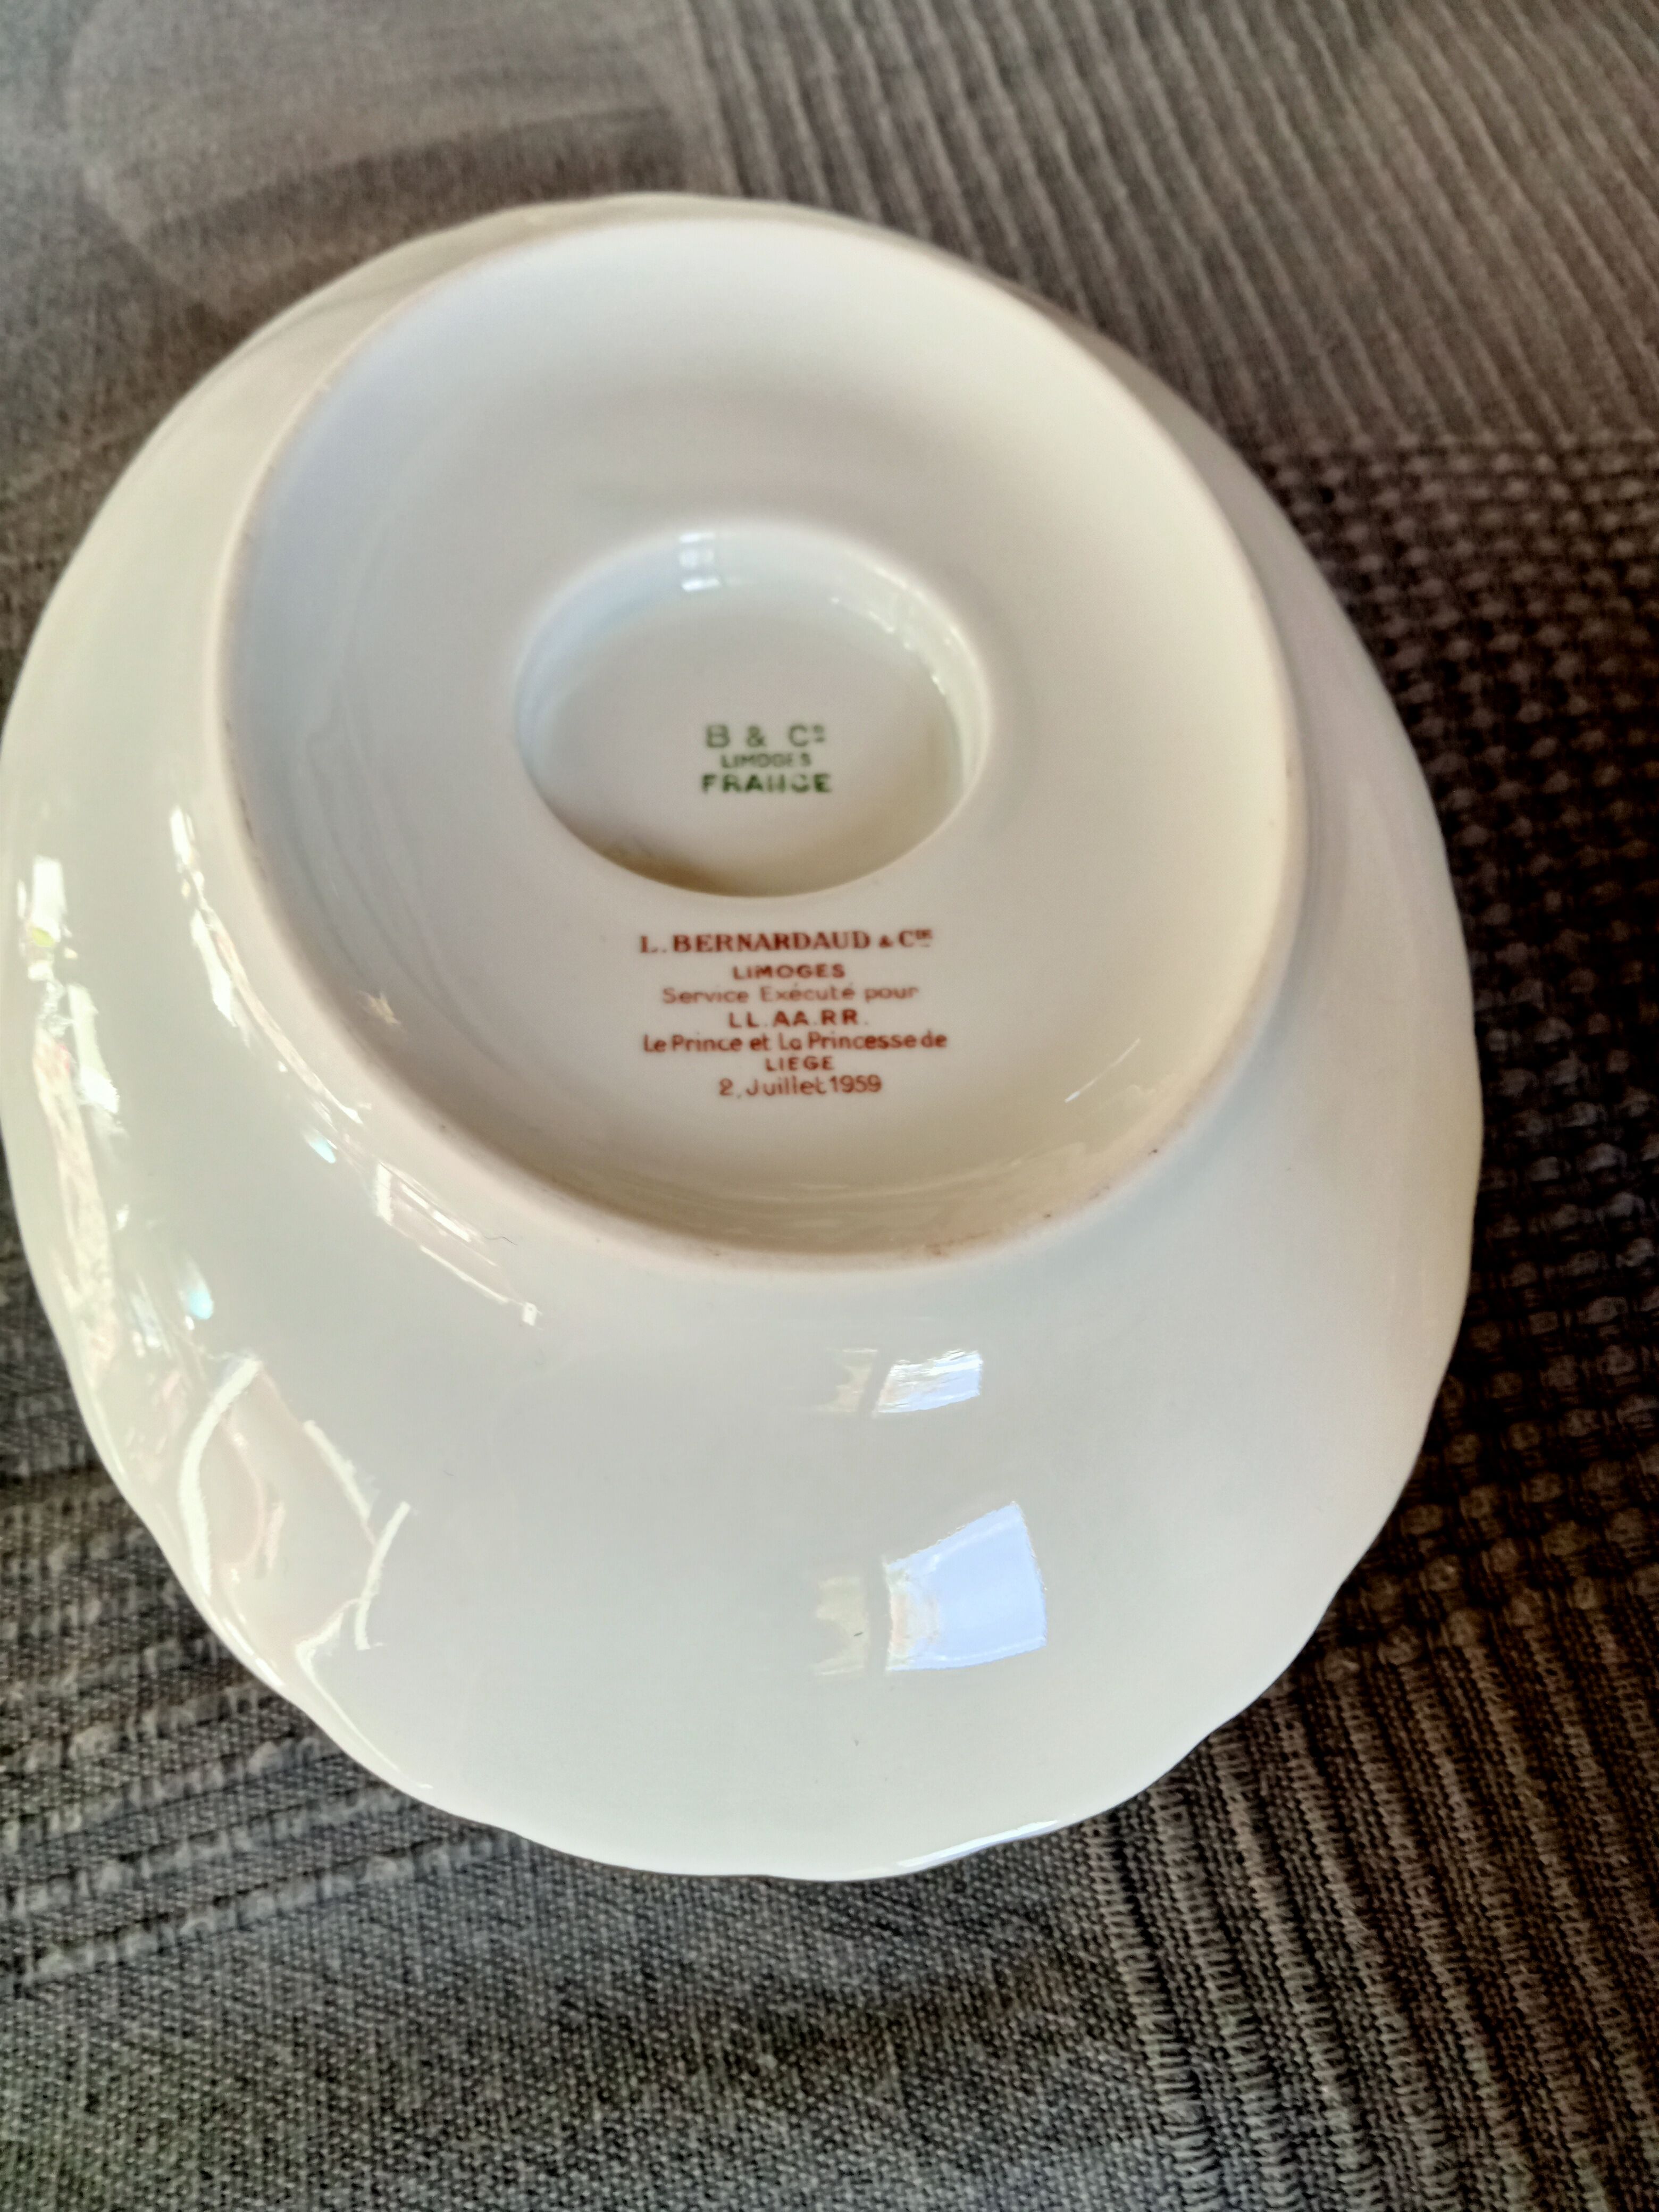 B & Cº
LIMOGES
FRANCE
L. BERNARDAUD & Cᴵᴱ
LIMOGES
Service Exécuté pour
LL.AA.RR.
Le Prince et La Princesse de
LIEGE
2, Juillet 1959